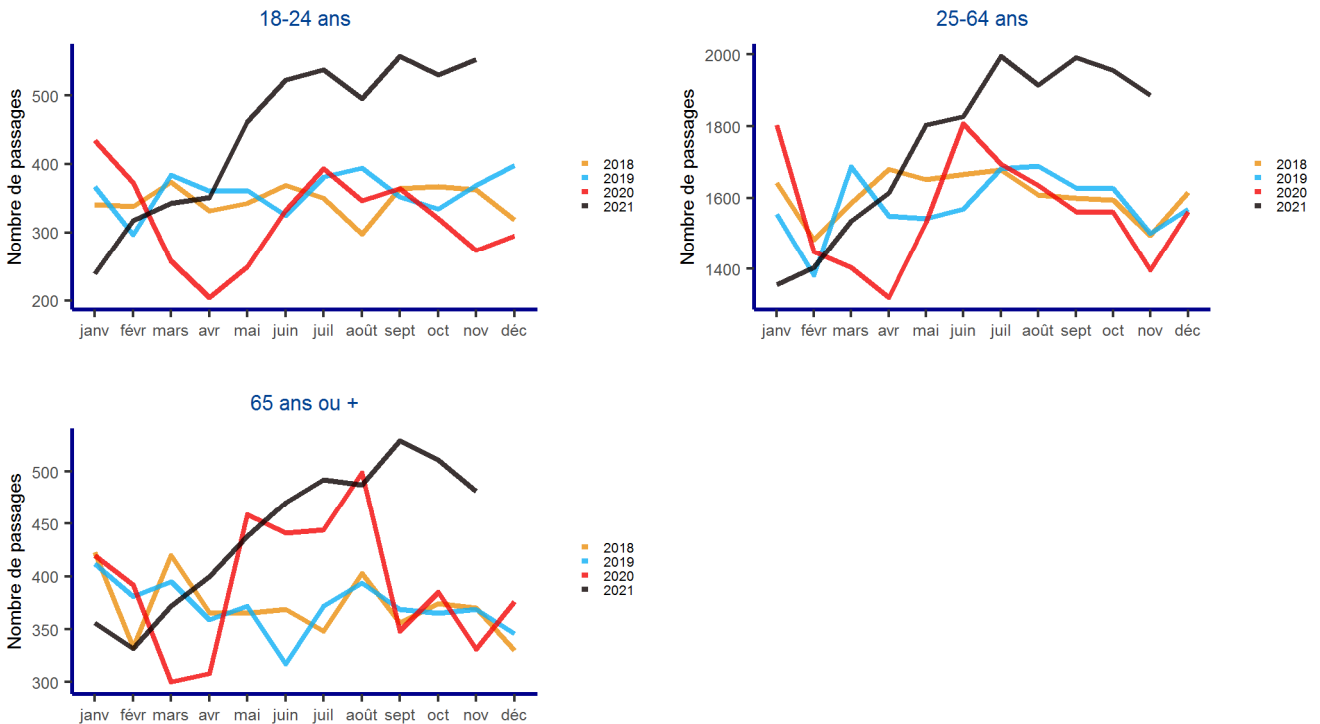 18-24 ans
Nombre de passages
500
400
300
200
janv févr mars avr mai juin juil août sept oct nov déc
2018
2019
2020
2021
25-64 ans
Nombre de passages
2000
1800
1600
1400
janv févr mars avr mai juin juil août sept oct nov déc
2018
2019
2020
2021
65 ans ou +
Nombre de passages
500
450
400
350
300
janv févr mars avr mai juin juil août sept oct nov déc
2018
2019
2020
2021